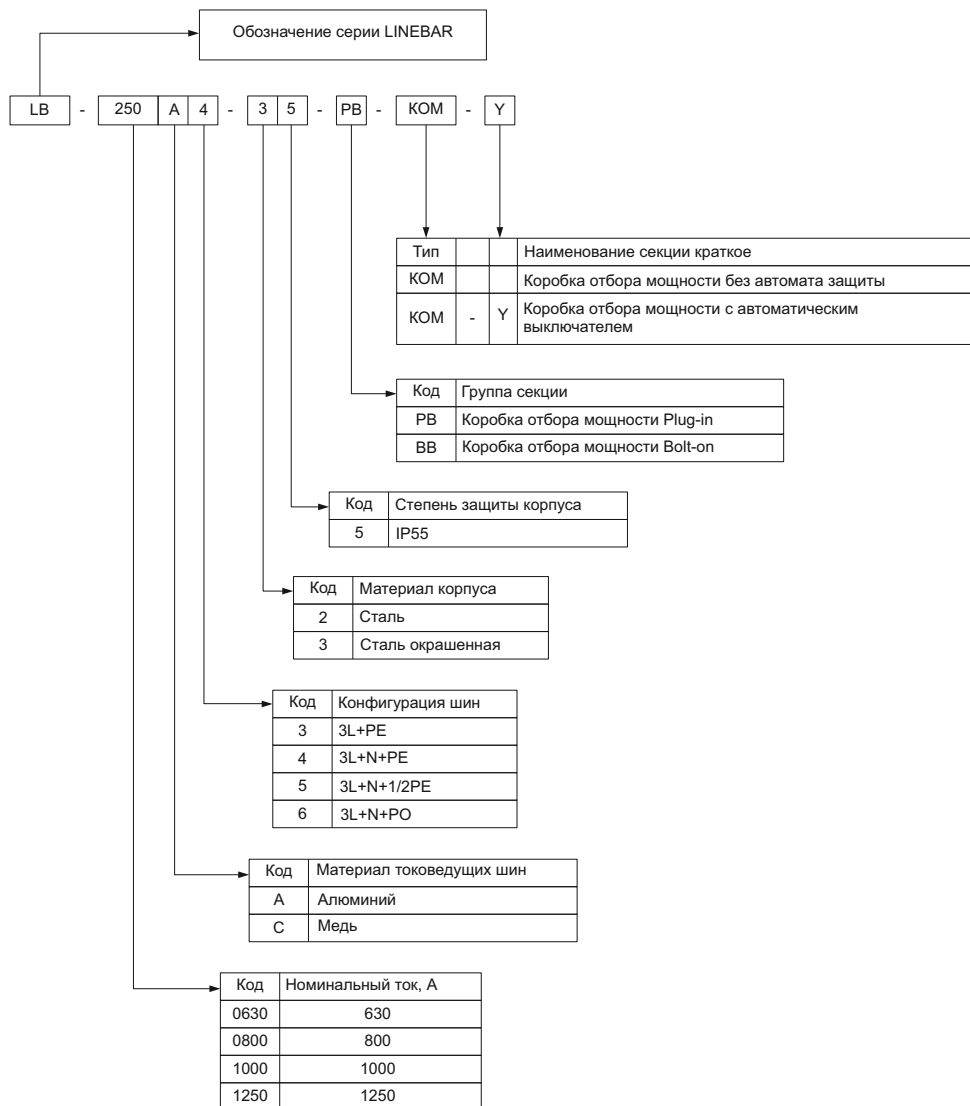 Обозначение серии LINEBAR
LB - 250 A 4 - 3 5 - PB - КОМ - Y
Тип Наименование секции краткое
КОМ Коробка отбора мощности без автомата защиты
КОМ - Y Коробка отбора мощности с автоматическим
выключателем
Код Группа секции
PB Коробка отбора мощности Plug-in
BB Коробка отбора мощности Bolt-on
Код Степень защиты корпуса
5 IP55
Код Материал корпуса
2 Сталь
3 Сталь окрашенная
Код Конфигурация шин
3 3L+PE
4 3L+N+PE
5 3L+N+1/2PE
6 3L+N+PO
Код Материал токоведущих шин
A Алюминий
C Медь
Код Номинальный ток, А
0630 630
0800 800
1000 1000
1250 1250